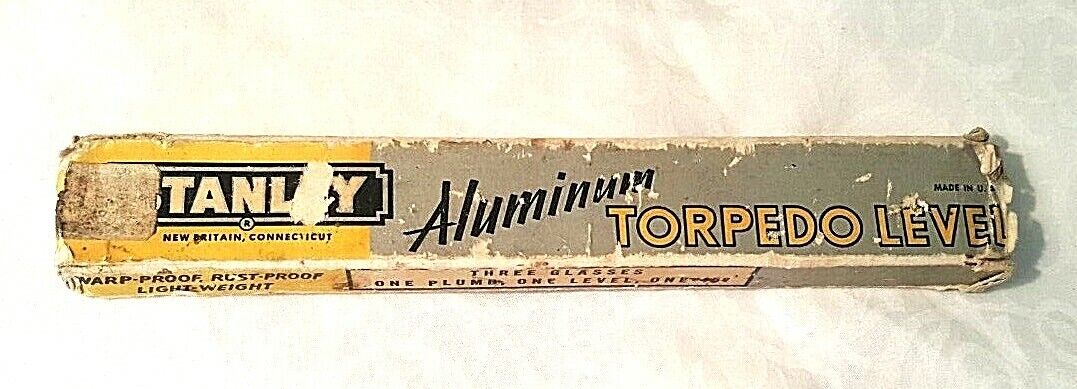 STANLEY
®
NEW BRITAIN, CONNECTICUT
Aluminum
TORPEDO LEVEL
MADE IN U.S.
WARP-PROOF, RUST-PROOF
LIGHT-WEIGHT
THREE GLASSES
ONE PLUMB, ONE LEVEL, ONE